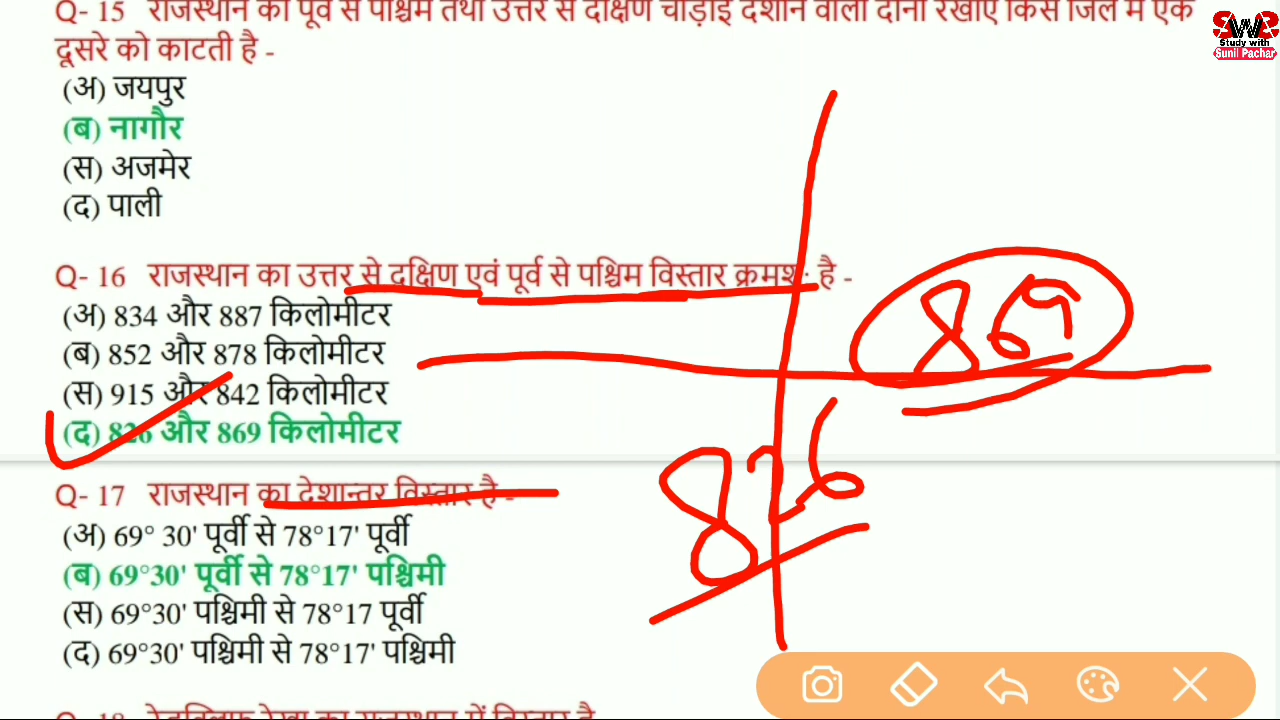 Q- 15 राजस्थान की पूर्व से पश्चिम तथा उत्तर से दक्षिण चौड़ाई दर्शाने वाली दोनों रेखाएं किस जिले में एक
दूसरे को काटती है -
(अ) जयपुर
(ब) नागौर
(स) अजमेर
(द) पाली
Q- 16 राजस्थान का उत्तर से दक्षिण एवं पूर्व से पश्चिम विस्तार क्रमशः है -
(अ) 834 और 887 किलोमीटर
(ब) 852 और 878 किलोमीटर
(स) 915 और 842 किलोमीटर
(द) 826 और 869 किलोमीटर
869
826
Q- 17 राजस्थान का देशान्तर विस्तार है -
(अ) 69° 30' पूर्वी से 78°17' पूर्वी
(ब) 69°30' पूर्वी से 78°17' पश्चिमी
(स) 69°30' पश्चिमी से 78°17 पूर्वी
(द) 69°30' पश्चिमी से 78°17' पश्चिमी
SWS
Study with
Sunil Pachar